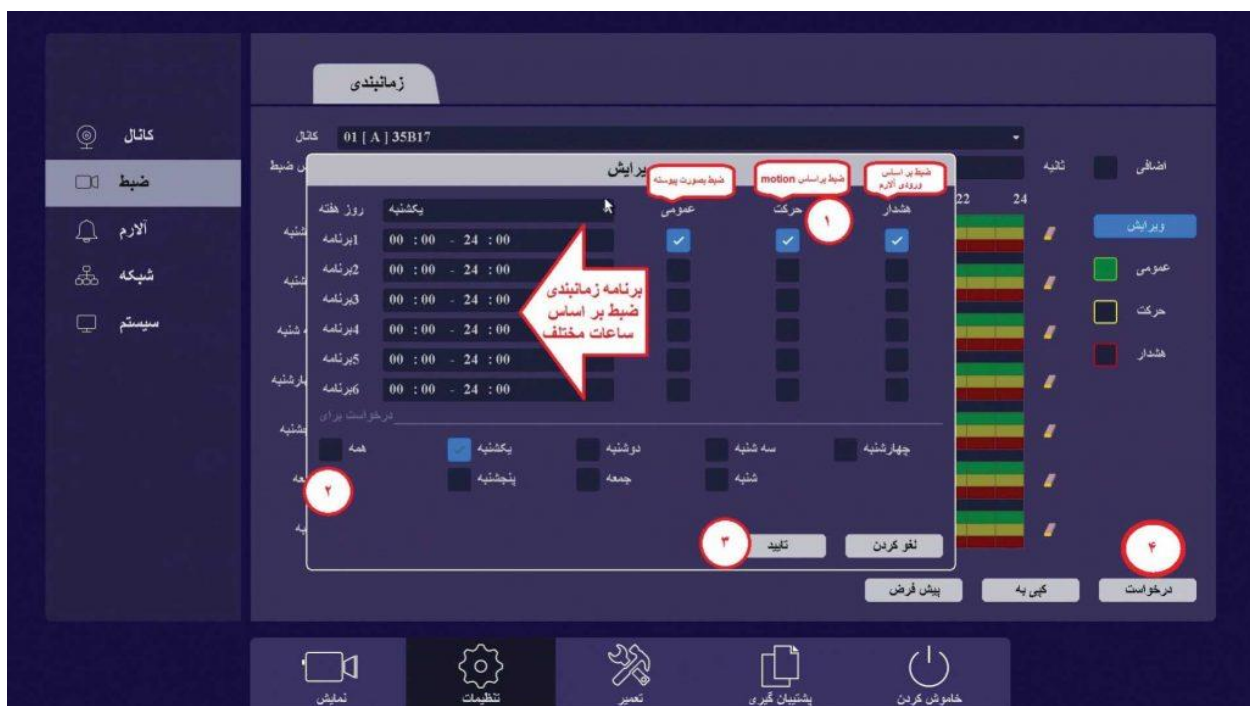 زمانبندی
کانال
ضبط
آلارم
شبکه
سیستم
کانال 01 [ A ] 35B17
ثانیه
اضافی
22 24
ویرایش
عمومی
حرکت
هشدار
ضبط بصورت پیوسته
ضبط براساس motion
ضبط بر اساس
ورودی آلارم
روز هفته یکشنبه عمومی حرکت هشدار
۱
برنامه1 00 :00 - 24 :00
برنامه2 00 :00 - 24 :00
برنامه3 00 :00 - 24 :00
برنامه4 00 :00 - 24 :00
برنامه5 00 :00 - 24 :00
برنامه6 00 :00 - 24 :00
برنامه زمانبندی
ضبط بر اساس
ساعات مختلف
درخواست برای
همه یکشنبه دوشنبه سه شنبه چهارشنبه
پنجشنبه جمعه شنبه
۲
۳
تایید لغو کردن
۴
پیش فرض کپی به درخواست
نمایش تنظیمات تعمیر پشتیبان گیری خاموش کردن